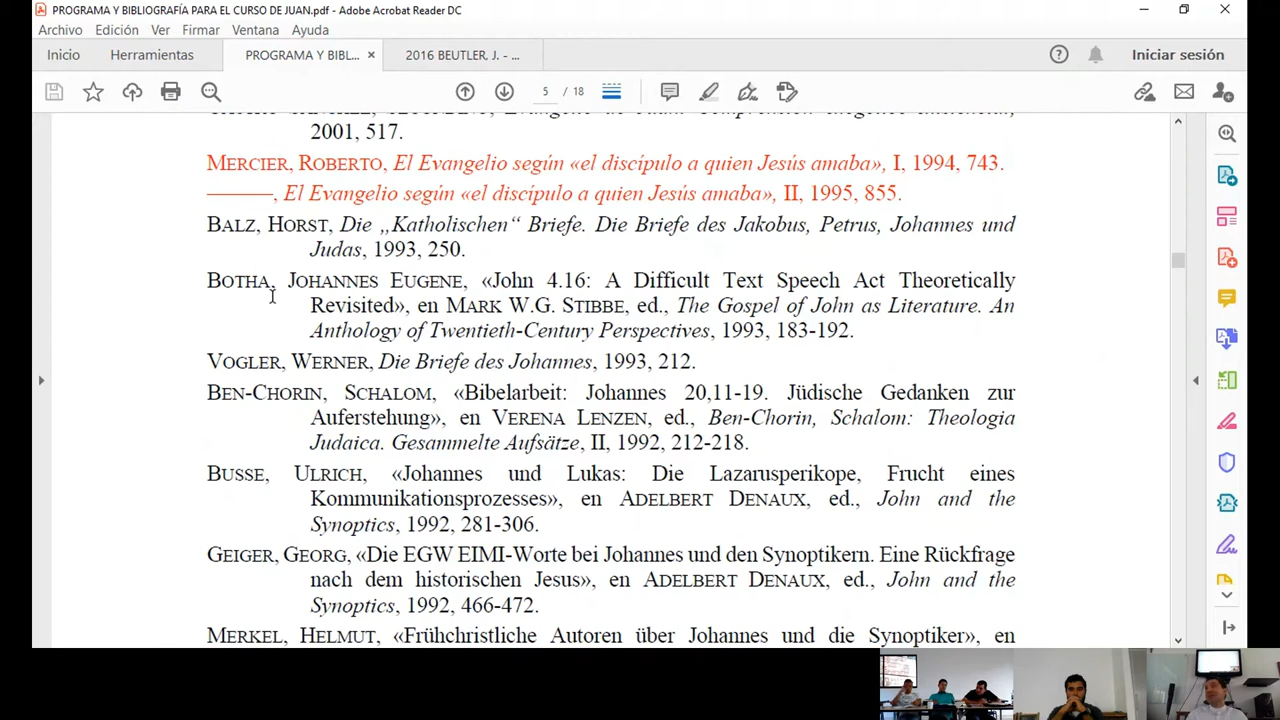 PROGRAMA Y BIBLIOGRAFÍA PARA EL CURSO DE JUAN.pdf - Adobe Acrobat Reader DC
Archivo Edición Ver Firmar Ventana Ayuda
Inicio Herramientas PROGRAMA Y BIBL... × 2016 BEUTLER, J. - ... Iniciar sesión
5 / 18
2001, 517.
MERCIER, ROBERTO, El Evangelio según «el discípulo a quien Jesús amaba», I, 1994, 743.
———, El Evangelio según «el discípulo a quien Jesús amaba», II, 1995, 855.
BALZ, HORST, Die „Katholischen“ Briefe. Die Briefe des Jakobus, Petrus, Johannes und
Judas, 1993, 250.
BOTHA, JOHANNES EUGENE, «John 4.16: A Difficult Text Speech Act Theoretically
Revisited», en MARK W.G. STIBBE, ed., The Gospel of John as Literature. An
Anthology of Twentieth-Century Perspectives, 1993, 183-192.
VOGLER, WERNER, Die Briefe des Johannes, 1993, 212.
BEN-CHORIN, SCHALOM, «Bibelarbeit: Johannes 20,11-19. Jüdische Gedanken zur
Auferstehung», en VERENA LENZEN, ed., Ben-Chorin, Schalom: Theologia
Judaica. Gesammelte Aufsätze, II, 1992, 212-218.
BUSSE, ULRICH, «Johannes und Lukas: Die Lazarusperikope, Frucht eines
Kommunikationsprozesses», en ADELBERT DENAUX, ed., John and the
Synoptics, 1992, 281-306.
GEIGER, GEORG, «Die EGW EIMI-Worte bei Johannes und den Synoptikern. Eine Rückfrage
nach dem historischen Jesus», en ADELBERT DENAUX, ed., John and the
Synoptics, 1992, 466-472.
MERKEL, HELMUT, «Frühchristliche Autoren über Johannes und die Synoptiker», en